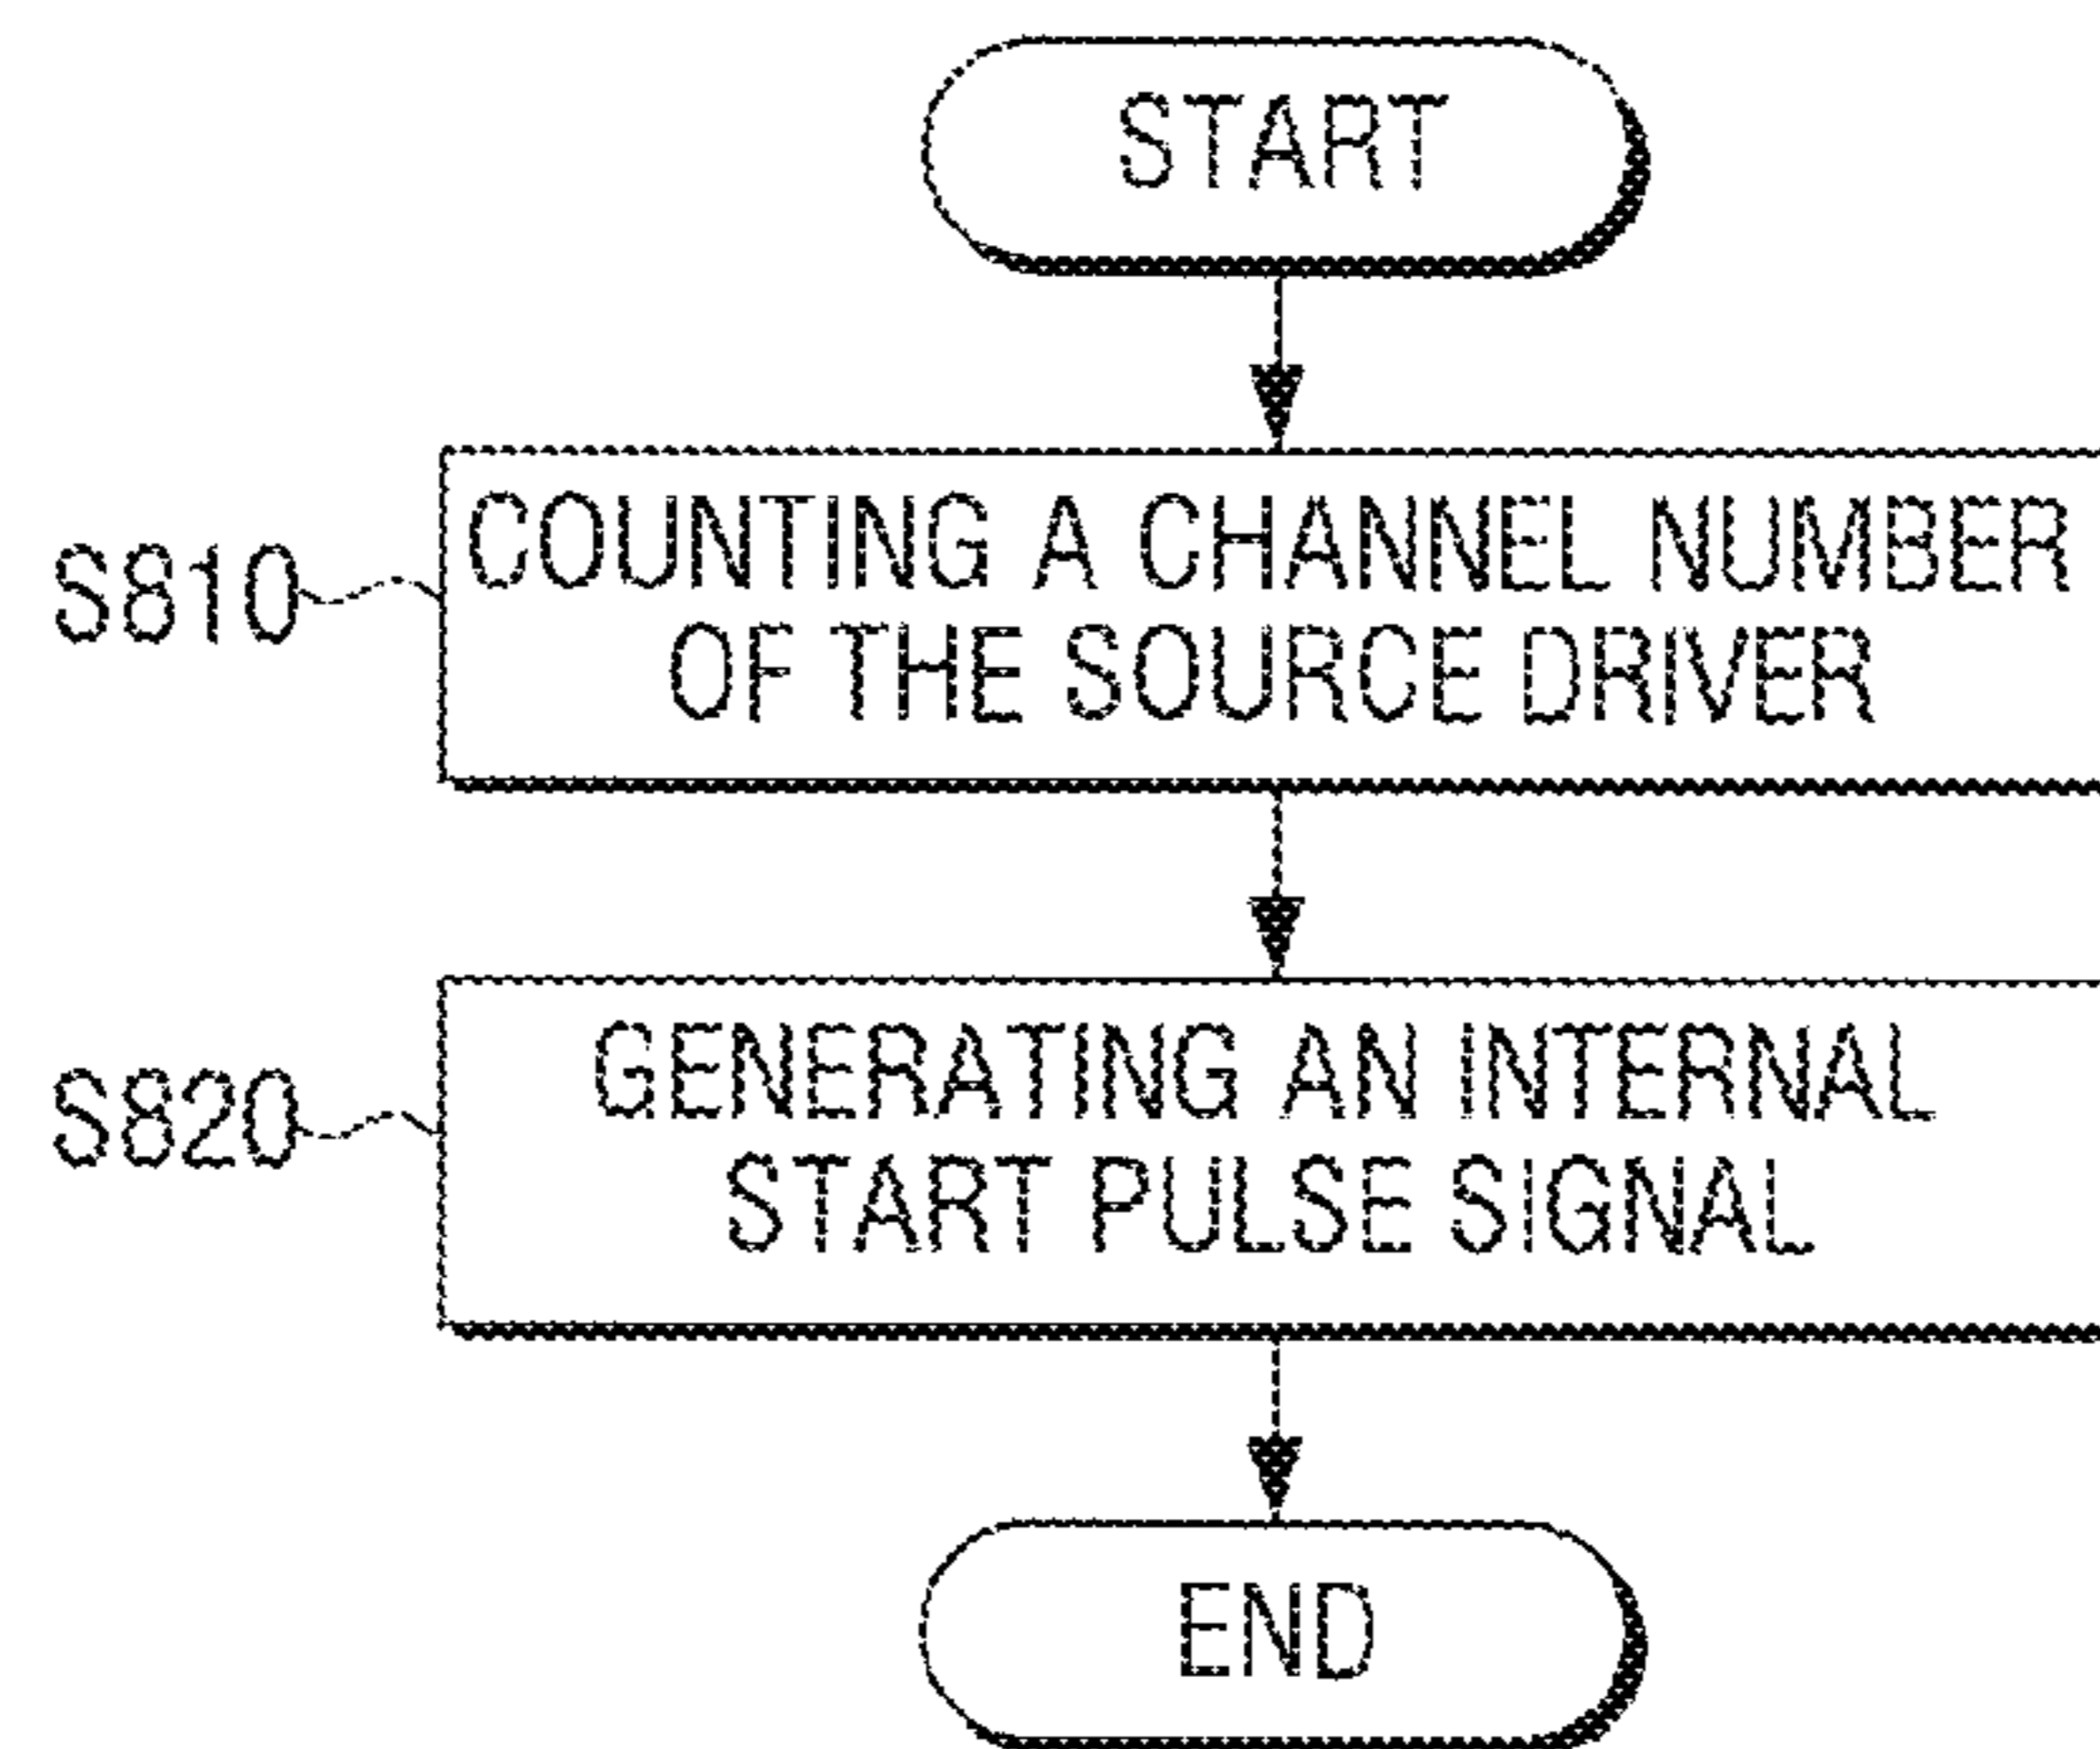 START
S810
COUNTING A CHANNEL NUMBER
OF THE SOURCE DRIVER
S820
GENERATING AN INTERNAL
START PULSE SIGNAL
END